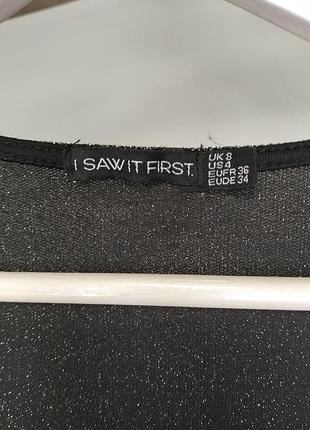 I SAW IT FIRST.
UK 8
US 4
EUFR 36
EUDE 34